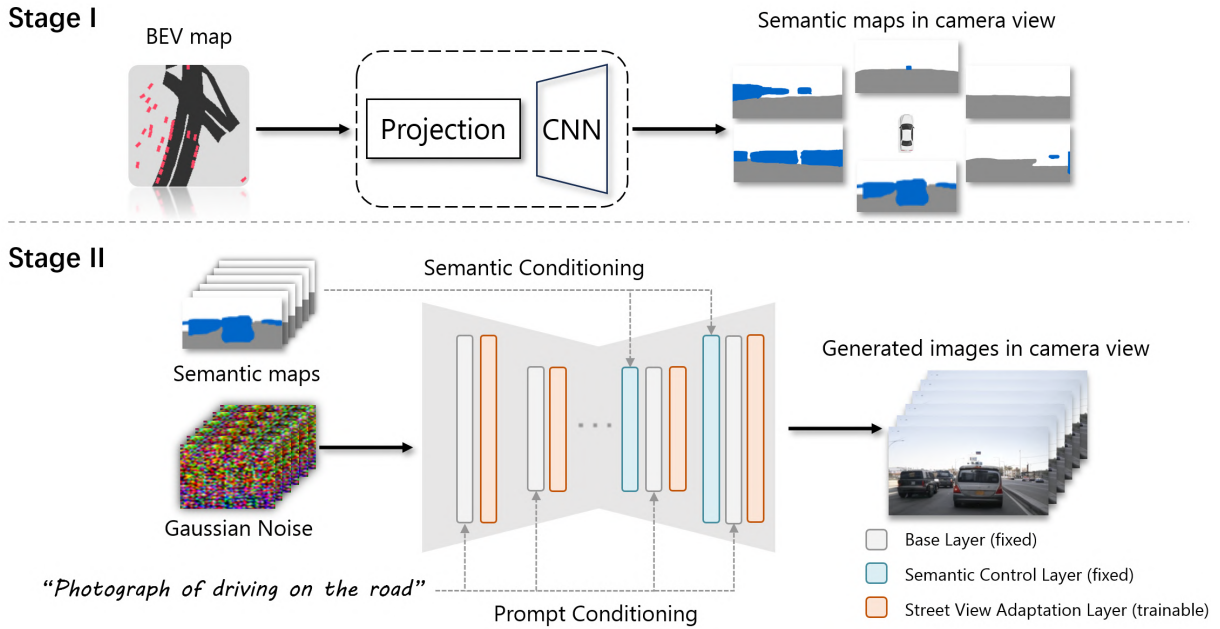 Stage I
BEV map
Semantic maps in camera view
Projection
CNN
Stage II
Semantic Conditioning
Semantic maps
Generated images in camera view
Gaussian Noise
Base Layer (fixed)
Semantic Control Layer (fixed)
“Photograph of driving on the road”
Street View Adaptation Layer (trainable)
Prompt Conditioning